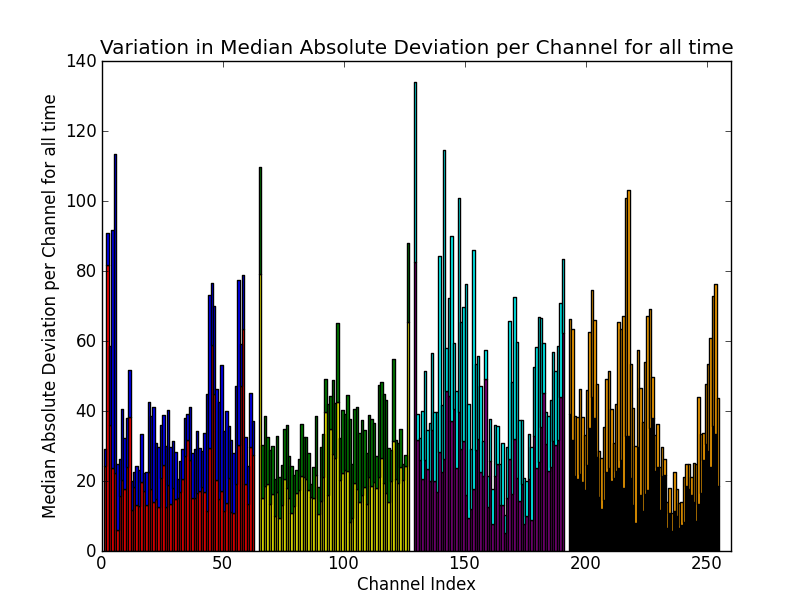 Variation in Median Absolute Deviation per Channel for all time
Median Absolute Deviation per Channel for all time
140
120
100
80
60
40
20
0
0 50 100 150 200 250
Channel Index